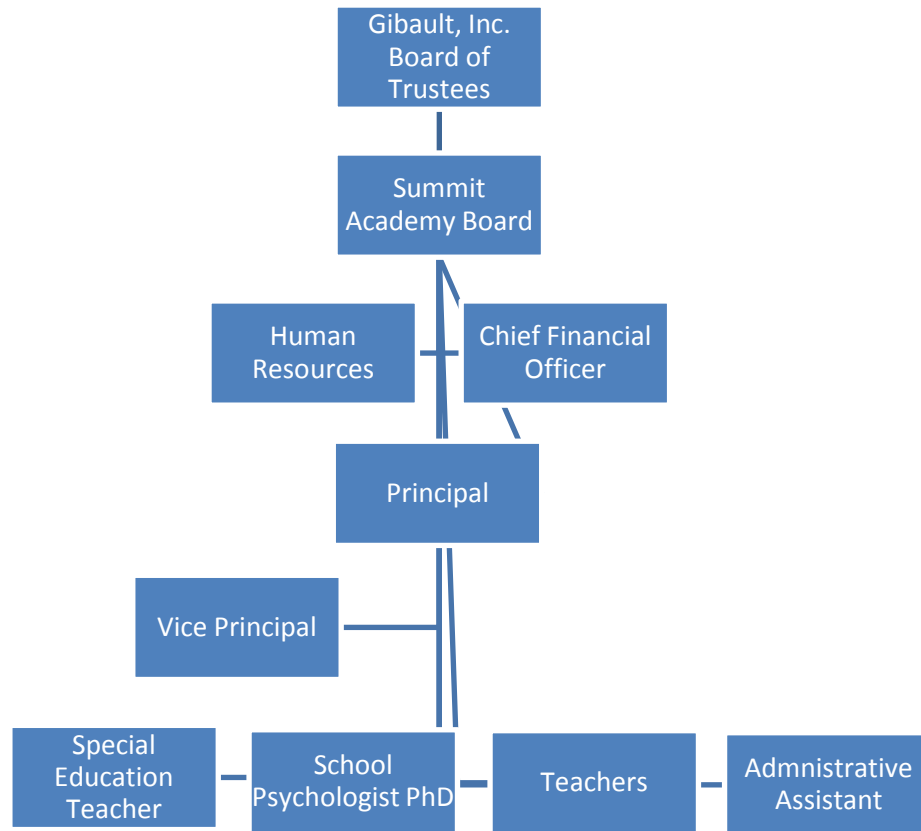 Gibault, Inc.
Board of
Trustees
Summit
Academy Board
Human
Resources
Chief Financial
Officer
Principal
Vice Principal
Special
Education
Teacher
School
Psychologist PhD
Teachers
Admnistrative
Assistant